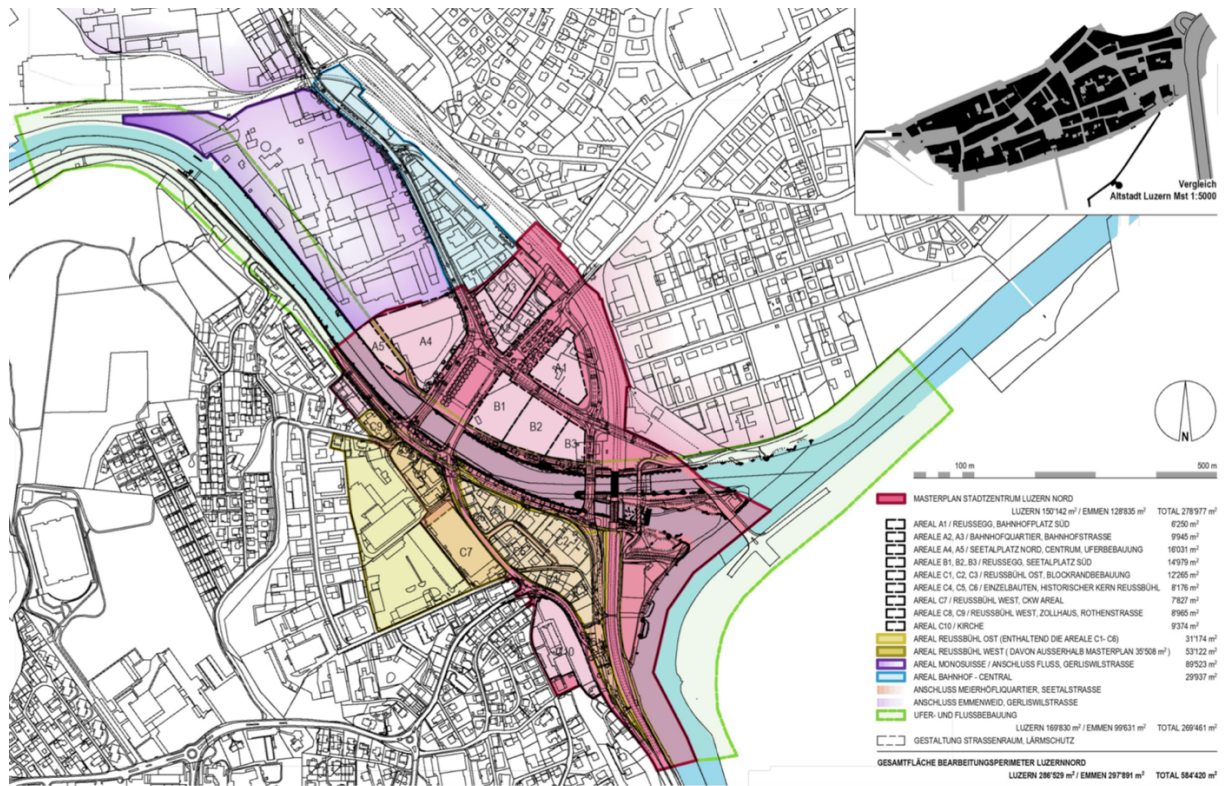 Vergleich
Altstadt Luzern Mst 1:5000
A3
A4
A5
A1
B1
B2
B3
C9
C7
C10
N
100 m
500 m
MASTERPLAN STADTZENTRUM LUZERN NORD
LUZERN 150'142 m² / EMMEN 128'835 m² TOTAL 278'977 m²
AREAL A1 / REUSSEGG, BAHNHOFPLATZ SÜD 6'250 m²
AREALE A2, A3 / BAHNHOFQUARTIER, BAHNHOFSTRASSE 9'945 m²
AREALE A4, A5 / SEETALPLATZ NORD, CENTRUM, UFERBEBAUUNG 16'031 m²
AREALE B1, B2, B3 / REUSSEGG, SEETALPLATZ SÜD 14'979 m²
AREALE C1, C2, C3 / REUSSBÜHL OST, BLOCKRANDBEBAUUNG 12'265 m²
AREALE C4, C5, C6 / EINZELBAUTEN, HISTORISCHER KERN REUSSBÜHL 8'176 m²
AREAL C7 / REUSSBÜHL WEST, CKW AREAL 7'827 m²
AREALE C8, C9 / REUSSBÜHL WEST, ZOLLHAUS, ROTHENSTRASSE 8'965 m²
AREAL C10 / KIRCHE 9'374 m²
AREAL REUSSBÜHL OST (ENTHALTEND DIE AREALE C1- C6) 31'174 m²
AREAL REUSSBÜHL WEST ( DAVON AUSSERHALB MASTERPLAN 35'508 m² ) 53'122 m²
AREAL MONOSUISSE / ANSCHLUSS FLUSS, GERLISWILSTRASSE 89'523 m²
AREAL BAHNHOF - CENTRAL 29'937 m²
ANSCHLUSS MEIERHÖFLIQUARTIER, SEETALSTRASSE
ANSCHLUSS EMMENWEID, GERLISWILSTRASSE
UFER- UND FLUSSBEBAUUNG
LUZERN 169'830 m² / EMMEN 99'631 m² TOTAL 269'461 m²
GESTALTUNG STRASSENRAUM, LÄRMSCHUTZ
GESAMTFLÄCHE BEARBEITUNGSPERIMETER LUZERNNORD
LUZERN 286'529 m² / EMMEN 297'891 m² TOTAL 584'420 m²